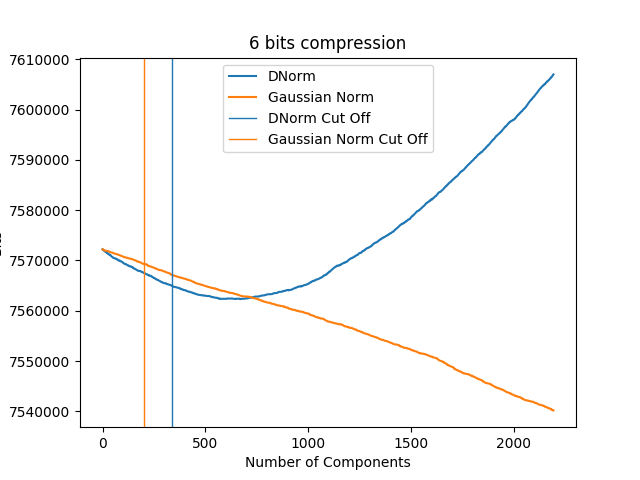 6 bits compression
7610000
7600000
7590000
7580000
7570000
7560000
7550000
7540000
DNorm
Gaussian Norm
DNorm Cut Off
Gaussian Norm Cut Off
0 500 1000 1500 2000
Number of Components